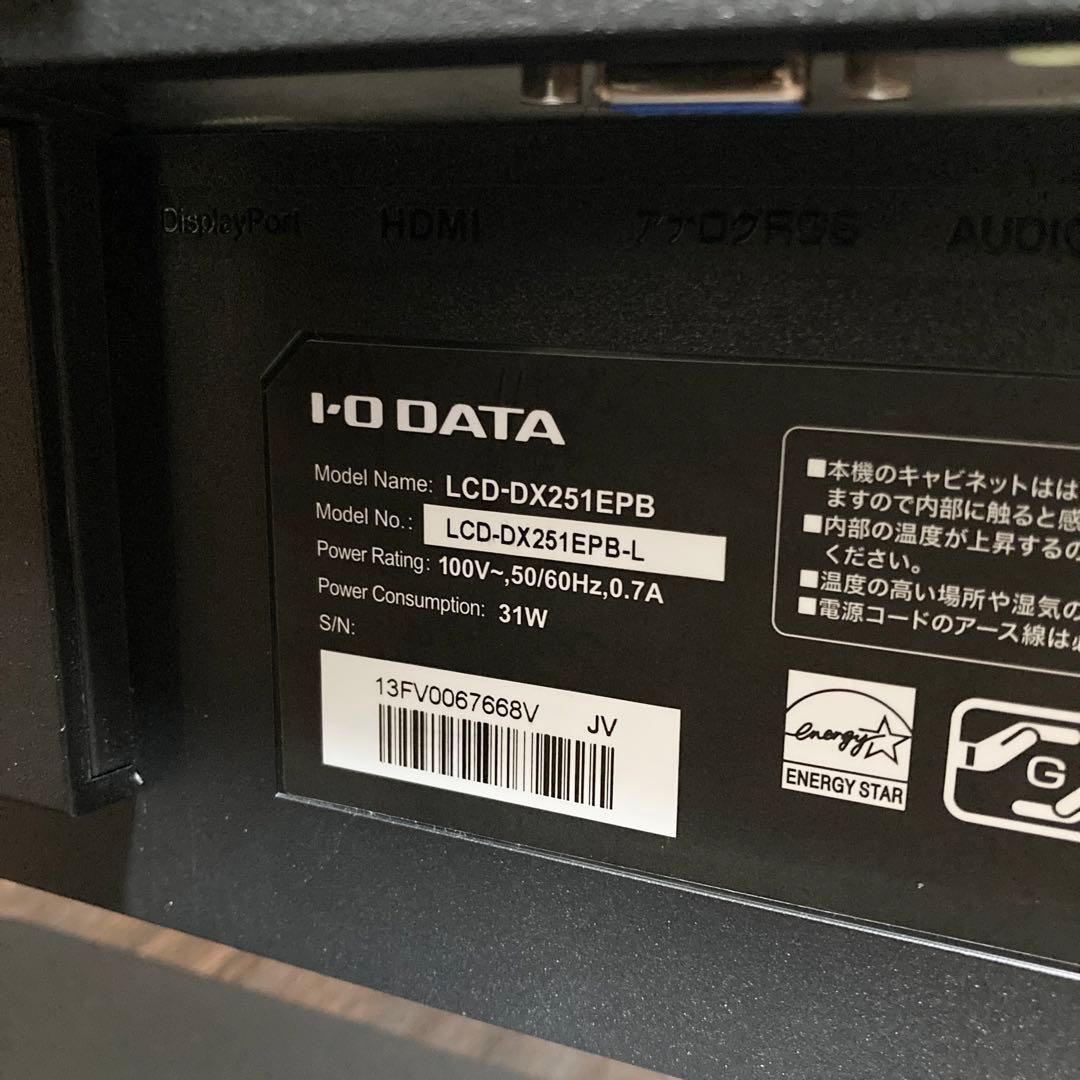 DisplayPort HDMI アナログRGB AUDIO
I-O DATA
Model Name: LCD-DX251EPB
Model No.: LCD-DX251EPB-L
Power Rating: 100V~,50/60Hz,0.7A
Power Consumption: 31W
S/N:
13FV0067668V JV
■本機のキャビネットはは
ますので内部に触ると感
■内部の温度が上昇するの
ください。
■温度の高い場所や湿気の
■電源コードのアース線は必
energy
ENERGY STAR
G